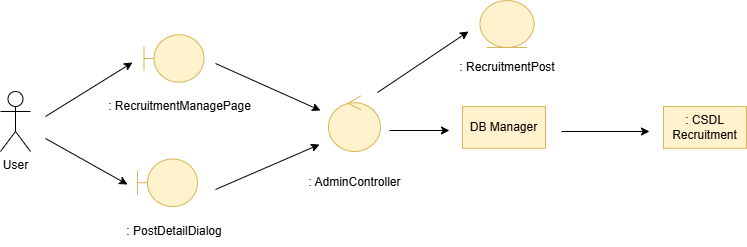 : RecruitmentPost
: RecruitmentManagePage
DB Manager
: CSDL
Recruitment
User
: AdminController
: PostDetailDialog